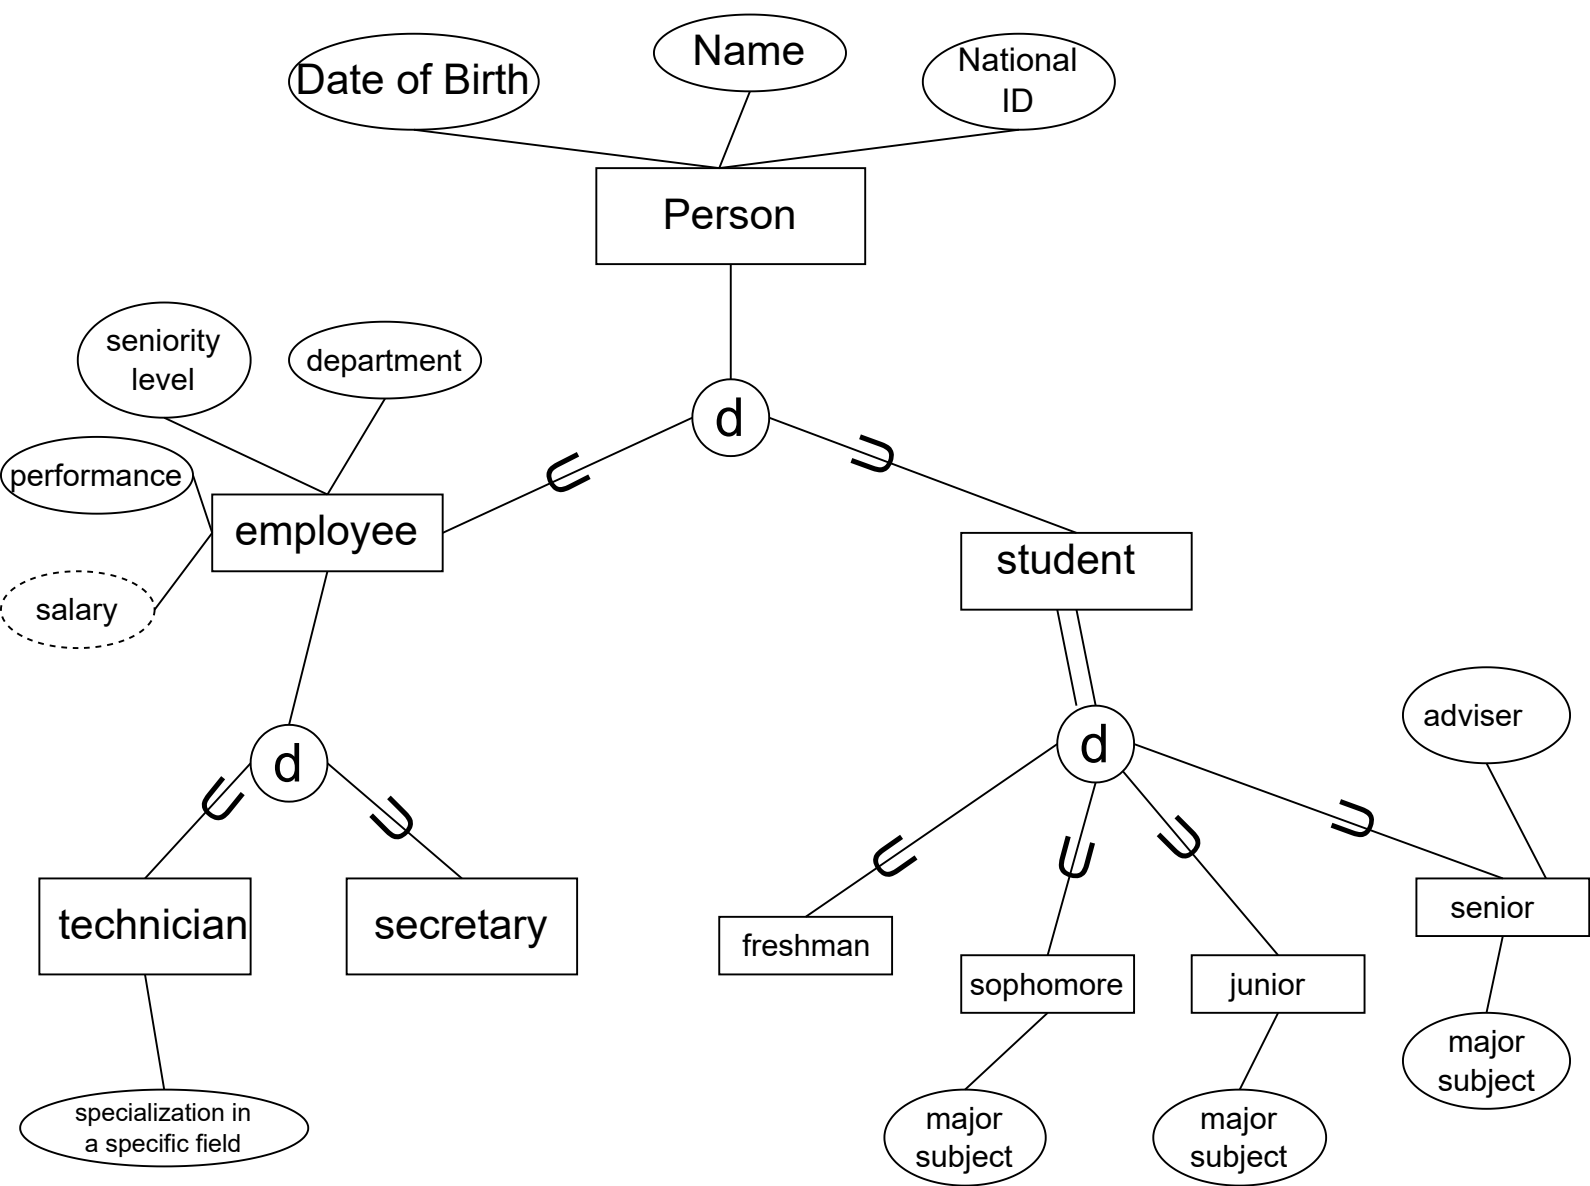 Date of Birth
Name
National
ID
Person
seniority
level
department
d
performance
employee
student
salary
adviser
d
d
technician
secretary
freshman
senior
sophomore
junior
major
subject
specialization in
a specific field
major
subject
major
subject